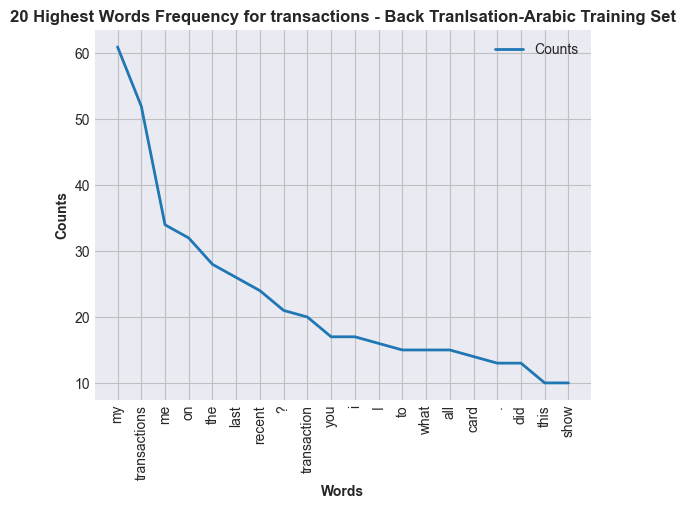 20 Highest Words Frequency for transactions - Back Tranlsation-Arabic Training Set
Counts
60
50
40
30
20
10
Counts
my
transactions
me
on
the
last
recent
?
transaction
you
i
I
to
what
all
card
.
did
this
show
Words